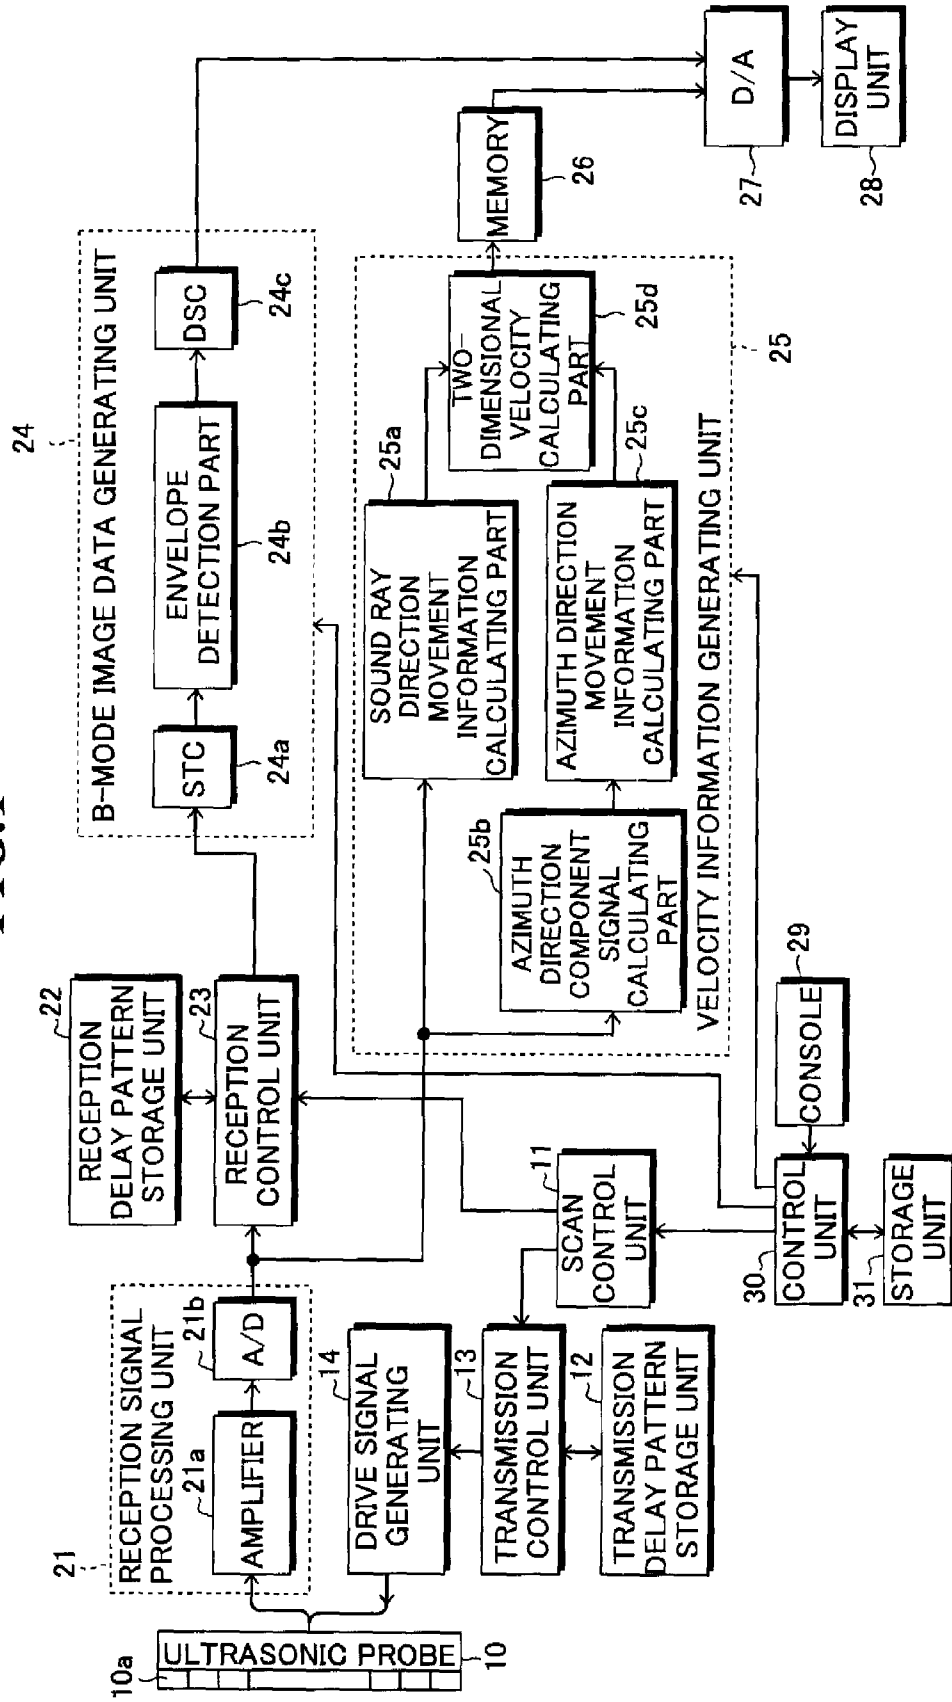 FIG.1
10a
ULTRASONIC PROBE
10
21
RECEPTION SIGNAL
PROCESSING UNIT
21a
AMPLIFIER
21b
A/D
22
RECEPTION
DELAY PATTERN
STORAGE UNIT
23
RECEPTION
CONTROL UNIT
24
B-MODE IMAGE DATA GENERATING UNIT
STC
24a
ENVELOPE
DETECTION PART
24b
DSC
24c
14
DRIVE SIGNAL
GENERATING
UNIT
13
TRANSMISSION
CONTROL UNIT
12
TRANSMISSION
DELAY PATTERN
STORAGE UNIT
11
SCAN
CONTROL
UNIT
25a
SOUND RAY
DIRECTION
MOVEMENT
INFORMATION
CALCULATING PART
25b
AZIMUTH
DIRECTION
COMPONENT
SIGNAL
CALCULATING
PART
25c
AZIMUTH DIRECTION
MOVEMENT
INFORMATION
CALCULATING PART
TWO-
DIMENSIONAL
VELOCITY
CALCULATING
PART
25d
VELOCITY INFORMATION GENERATING UNIT
25
MEMORY
26
D/A
27
DISPLAY
UNIT
28
29
CONSOLE
30
CONTROL
UNIT
31
STORAGE
UNIT